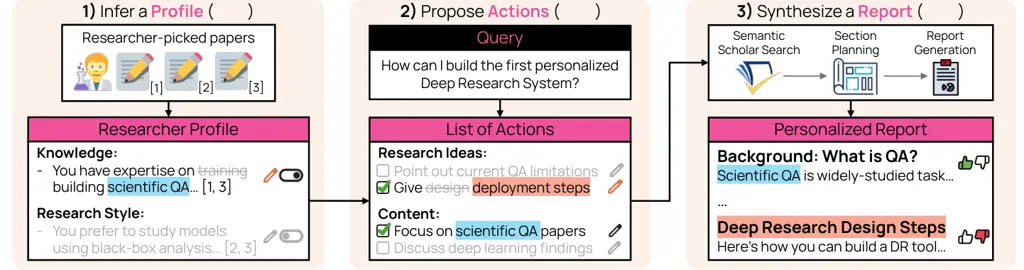 1) Infer a Profile (    )
Researcher-picked papers
[1] [2] [3]
Researcher Profile
Knowledge:
- You have expertise on training
building scientific QA... [1, 3]
Research Style:
- You prefer to study models
using black-box analysis... [2, 3]
2) Propose Actions (    )
Query
How can I build the first personalized
Deep Research System?
List of Actions
Research Ideas:
Point out current QA limitations
Give design deployment steps
Content:
Focus on scientific QA papers
Discuss deep learning findings
3) Synthesize a Report (    )
Semantic
Scholar Search
Section
Planning
Report
Generation
Personalized Report
Background: What is QA?
Scientific QA is widely-studied task...
...
Deep Research Design Steps
Here's how you can build a DR tool...